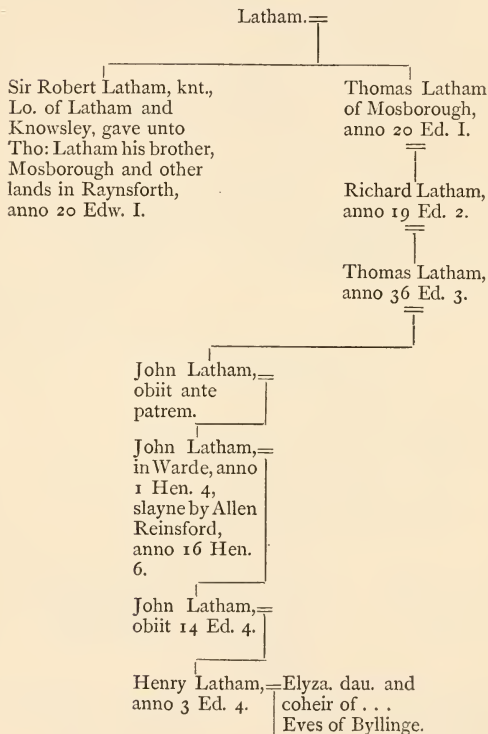 Latham.=
Sir Robert Latham, knt.,
Lo. of Latham and
Knowsley, gave unto
Tho: Latham his brother,
Mosborough and other
lands in Raynsforth,
anno 20 Edw. I.
Thomas Latham
of Mosborough,
anno 20 Ed. I.
=
Richard Latham,
anno 19 Ed. 2.
=
Thomas Latham,
anno 36 Ed. 3.
=
John Latham,=
obiit ante
patrem.
John Latham,=
in Warde, anno
1 Hen. 4,
slayne by Allen
Reinsford,
anno 16 Hen.
6.
John Latham,=
obiit 14 Ed. 4.
Henry Latham,=Elyza. dau. and
anno 3 Ed. 4. coheir of . . .
Eves of Byllinge.